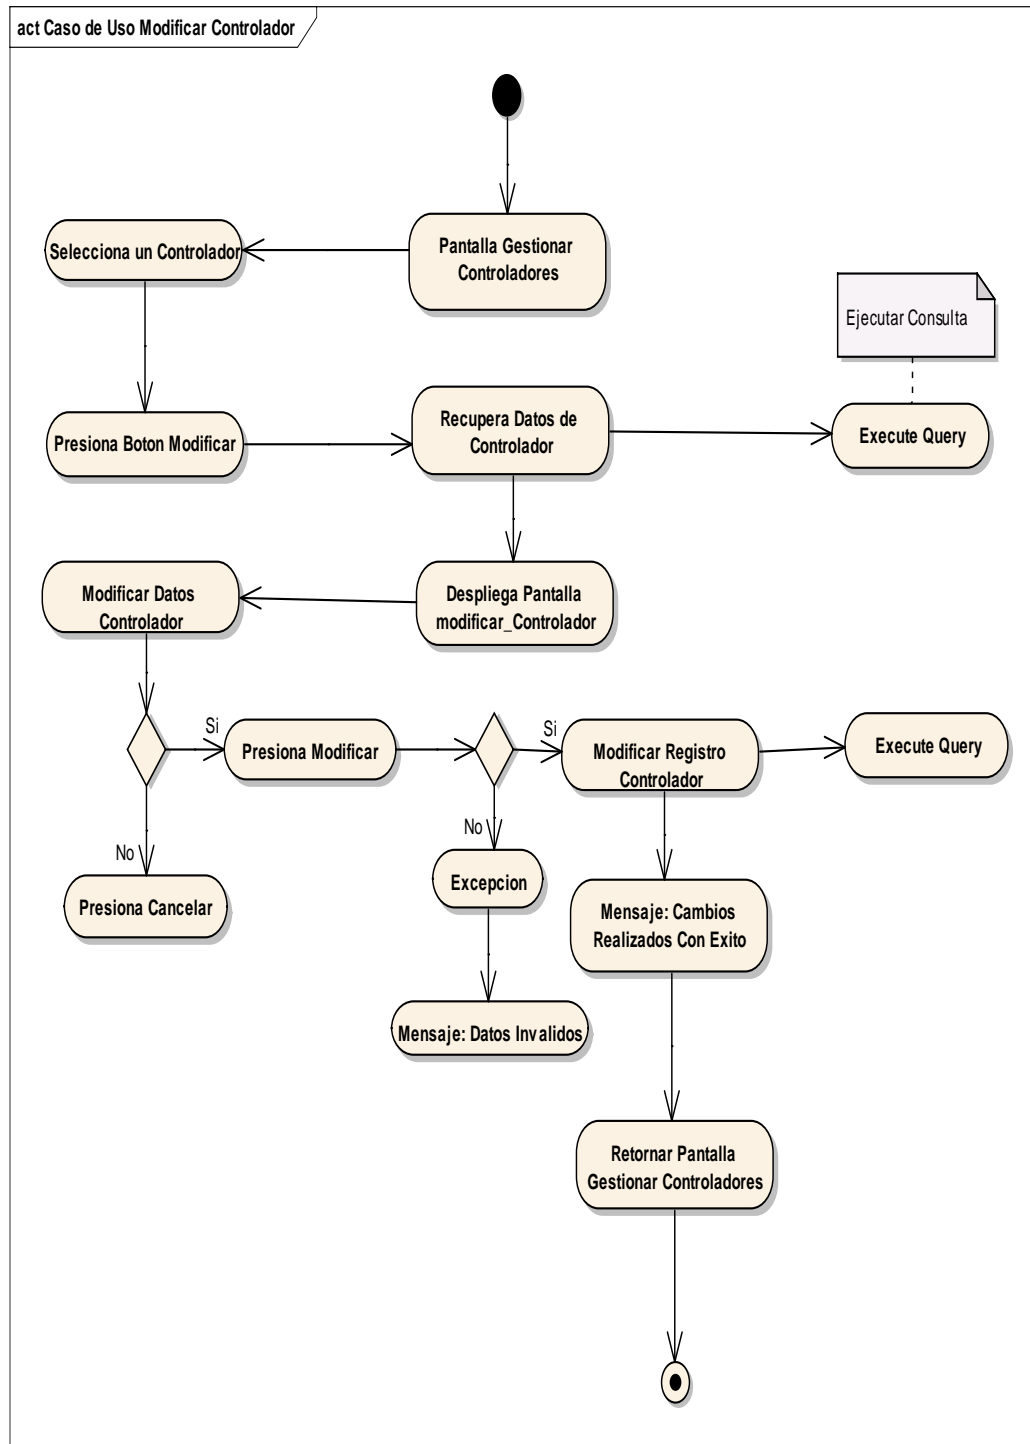 act Caso de Uso Modificar Controlador
Pantalla Gestionar
Controladores
Selecciona un Controlador
Ejecutar Consulta
Presiona Boton Modificar
Recupera Datos de
Controlador
Execute Query
Modificar Datos
Controlador
Despliega Pantalla
modificar_Controlador
Si
Presiona Modificar
Si
Modificar Registro
Controlador
Execute Query
No
Presiona Cancelar
No
Excepcion
Mensaje: Cambios
Realizados Con Exito
Mensaje: Datos Invalidos
Retornar Pantalla
Gestionar Controladores